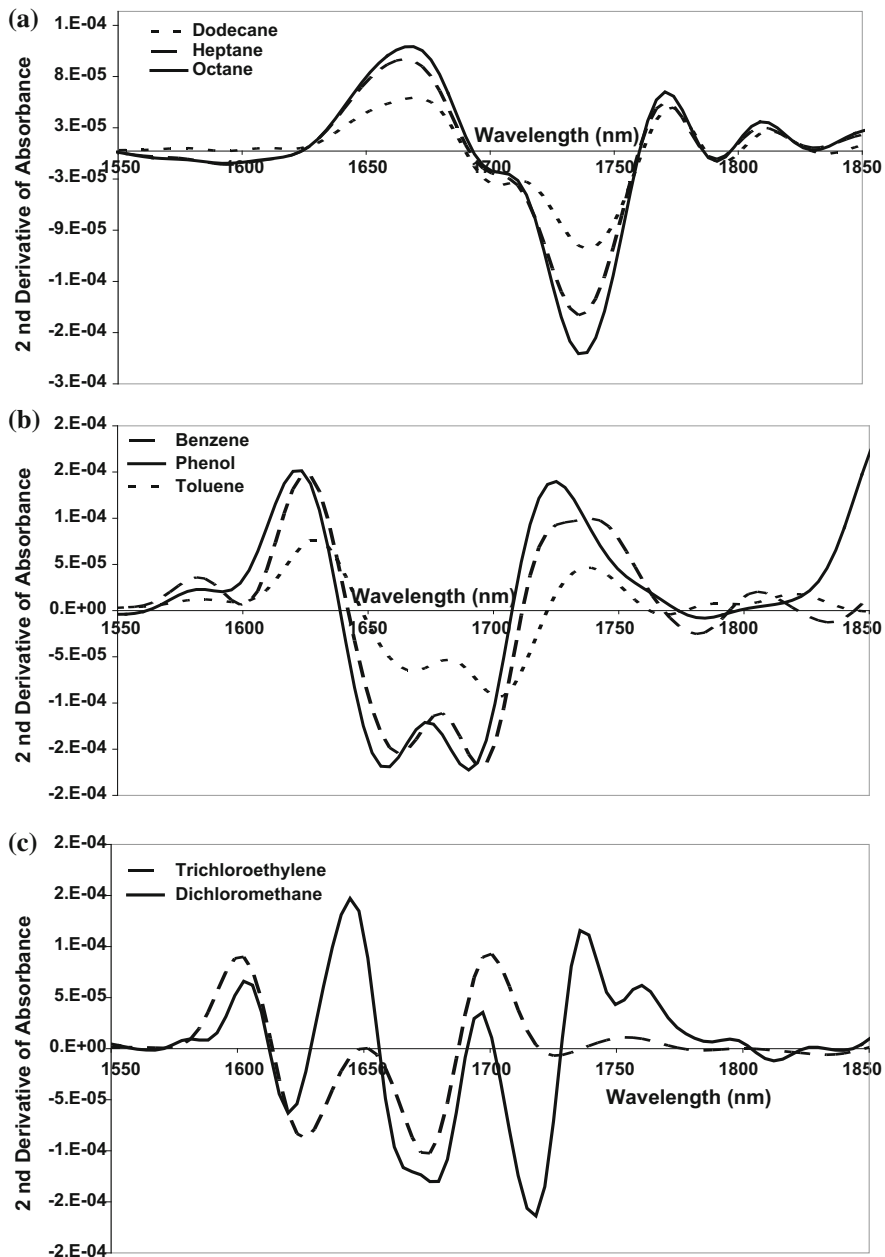 (a)
2 nd Derivative of Absorbance
1.E-04
8.E-05
3.E-05
-3.E-05
-9.E-05
-1.E-04
-2.E-04
-3.E-04
Dodecane
Heptane
Octane
Wavelength (nm)
1550 1600 1650 1700 1750 1800 1850
(b)
2 nd Derivative of Absorbance
2.E-04
2.E-04
1.E-04
5.E-05
0.E+00
-5.E-05
-1.E-04
-2.E-04
-2.E-04
Benzene
Phenol
Toluene
Wavelength (nm)
1550 1600 1650 1700 1750 1800 1850
(c)
2 nd Derivative of Absorbance
2.E-04
2.E-04
1.E-04
5.E-05
0.E+00
-5.E-05
-1.E-04
-2.E-04
-2.E-04
Trichloroethylene
Dichloromethane
1550 1600 1650 1700 1750 1800 1850
Wavelength (nm)